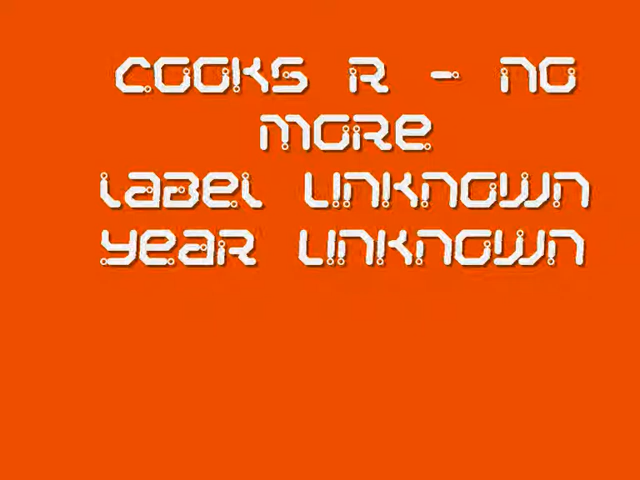 COOKS R - NO
MORE
LABEL UNKNOWN
YEAR UNKNOWN